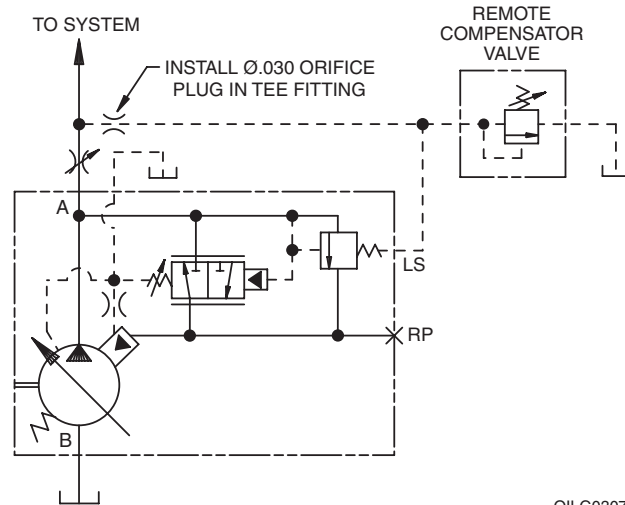 TO SYSTEM
REMOTE
COMPENSATOR
VALVE
INSTALL Ø.030 ORIFICE
PLUG IN TEE FITTING
A
LS
RP
B